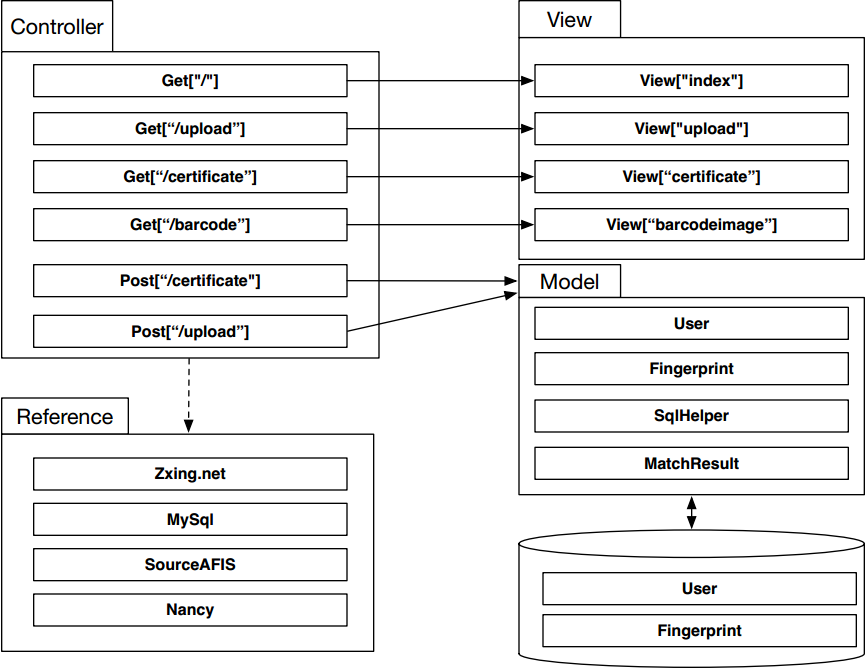 Controller
Get["/"]
Get[“/upload”]
Get[“/certificate”]
Get[“/barcode”]
Post[“/certificate"]
Post[“/upload”]
View
View["index"]
View["upload"]
View[“certificate”]
View[“barcodeimage”]
Model
User
Fingerprint
SqlHelper
MatchResult
Reference
Zxing.net
MySql
SourceAFIS
Nancy
User
Fingerprint